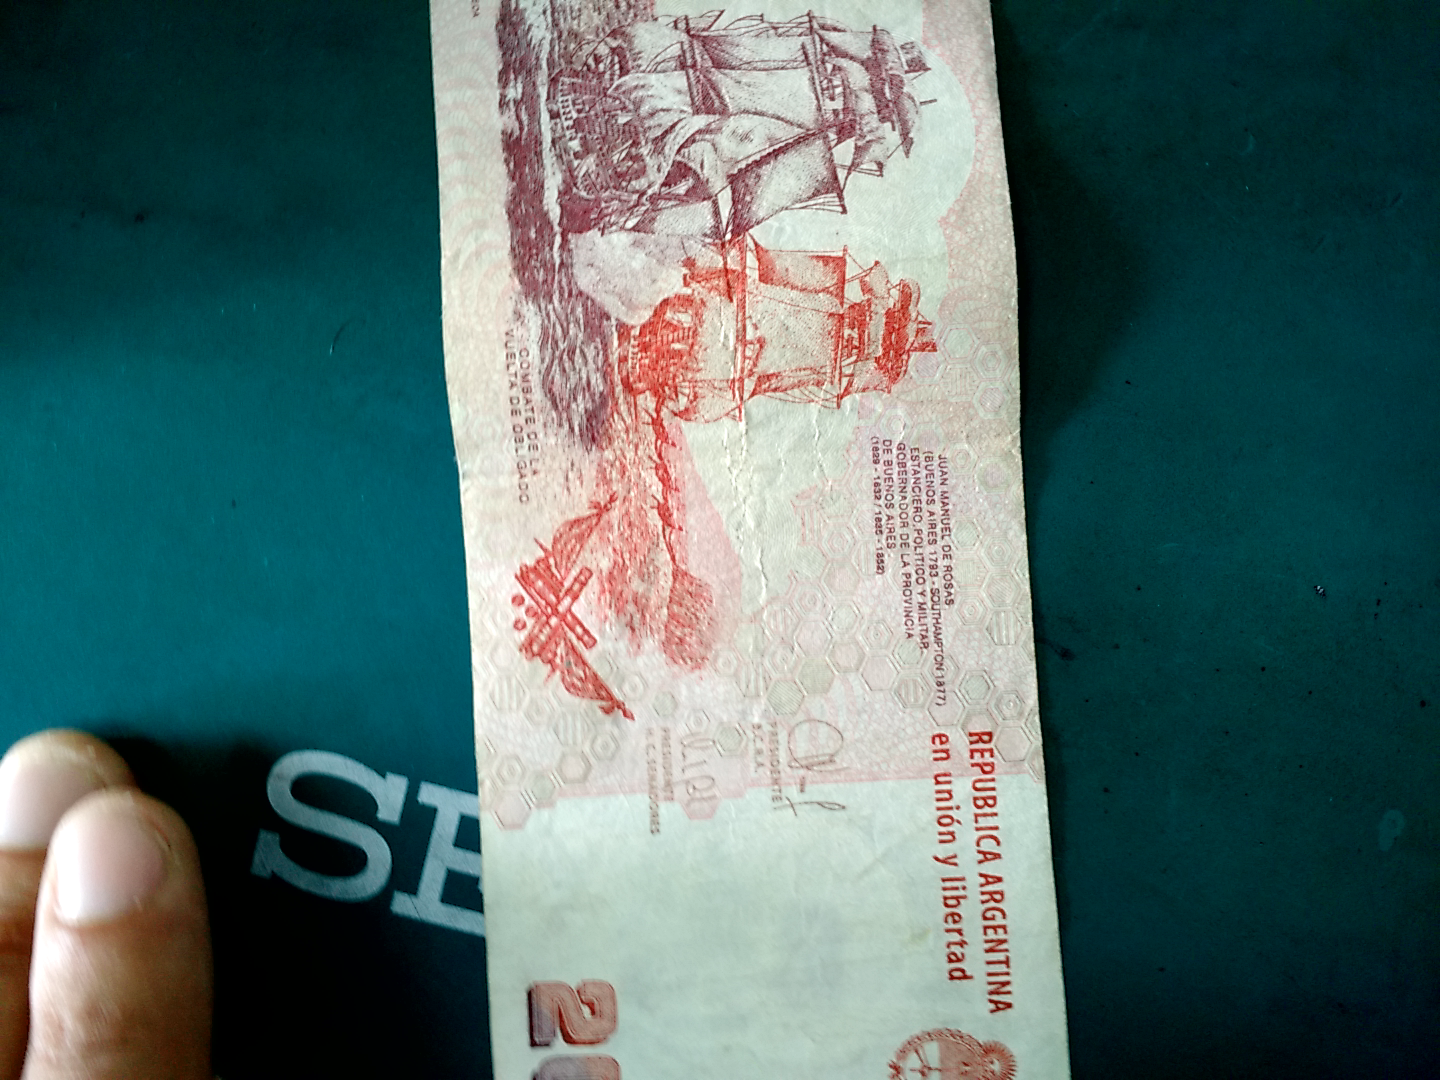 COMBATE DE LA
VUELTA DE OBLIGADO
JUAN MANUEL DE ROSAS
(BUENOS AIRES 1793 - SOUTHAMPTON 1877)
ESTANCIERO, POLITICO Y MILITAR.
GOBERNADOR DE LA PROVINCIA
DE BUENOS AIRES
(1829 - 1832 / 1835 - 1852)
REPUBLICA ARGENTINA
en unión y libertad
PRESIDENTE
PRESIDENTE
H. C. SENADORES
2
SE